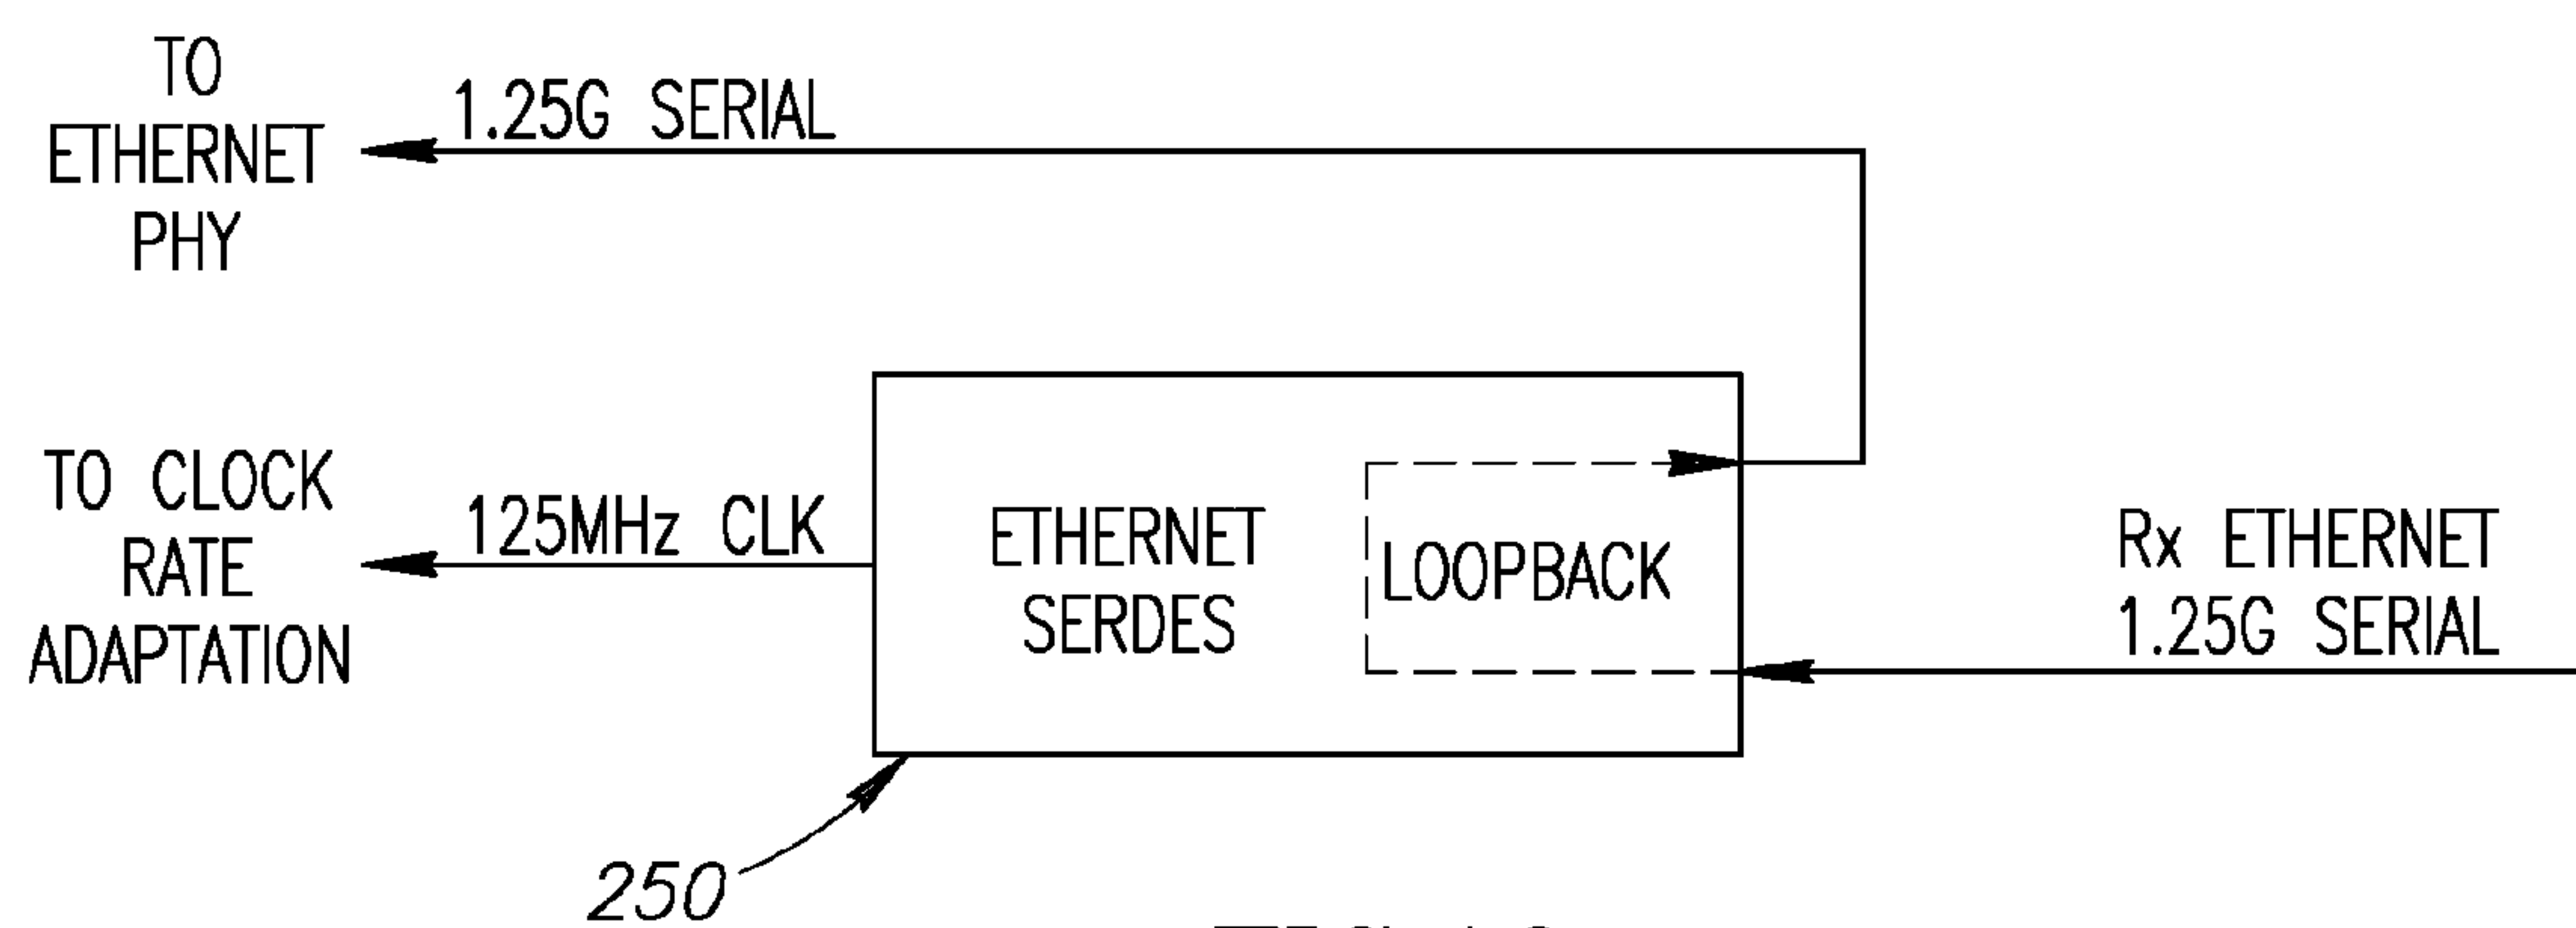 TO
ETHERNET
PHY
1.25G SERIAL
TO CLOCK
RATE
ADAPTATION
125MHz CLK
ETHERNET
SERDES
LOOPBACK
Rx ETHERNET
1.25G SERIAL
250